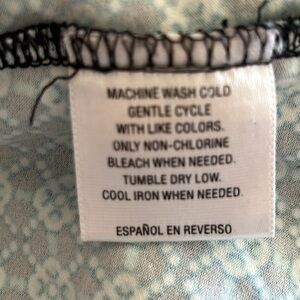 MACHINE WASH COLD
GENTLE CYCLE
WITH LIKE COLORS.
ONLY NON-CHLORINE
BLEACH WHEN NEEDED.
TUMBLE DRY LOW.
COOL IRON WHEN NEEDED.
ESPAÑOL EN REVERSO